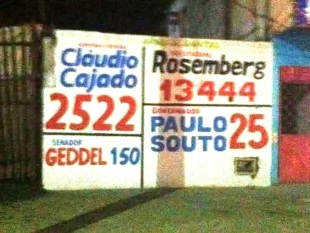 Cláudio
Cajado
2522
SENADOR
GEDDEL 150
Rosemberg
13444
GOVERNADOR
PAULO
SOUTO 25